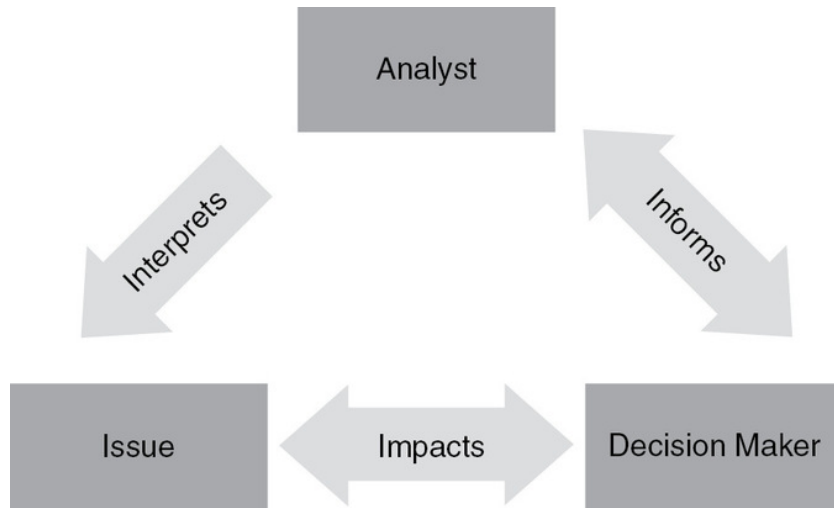 Analyst
Interprets
Informs
Issue
Impacts
Decision Maker